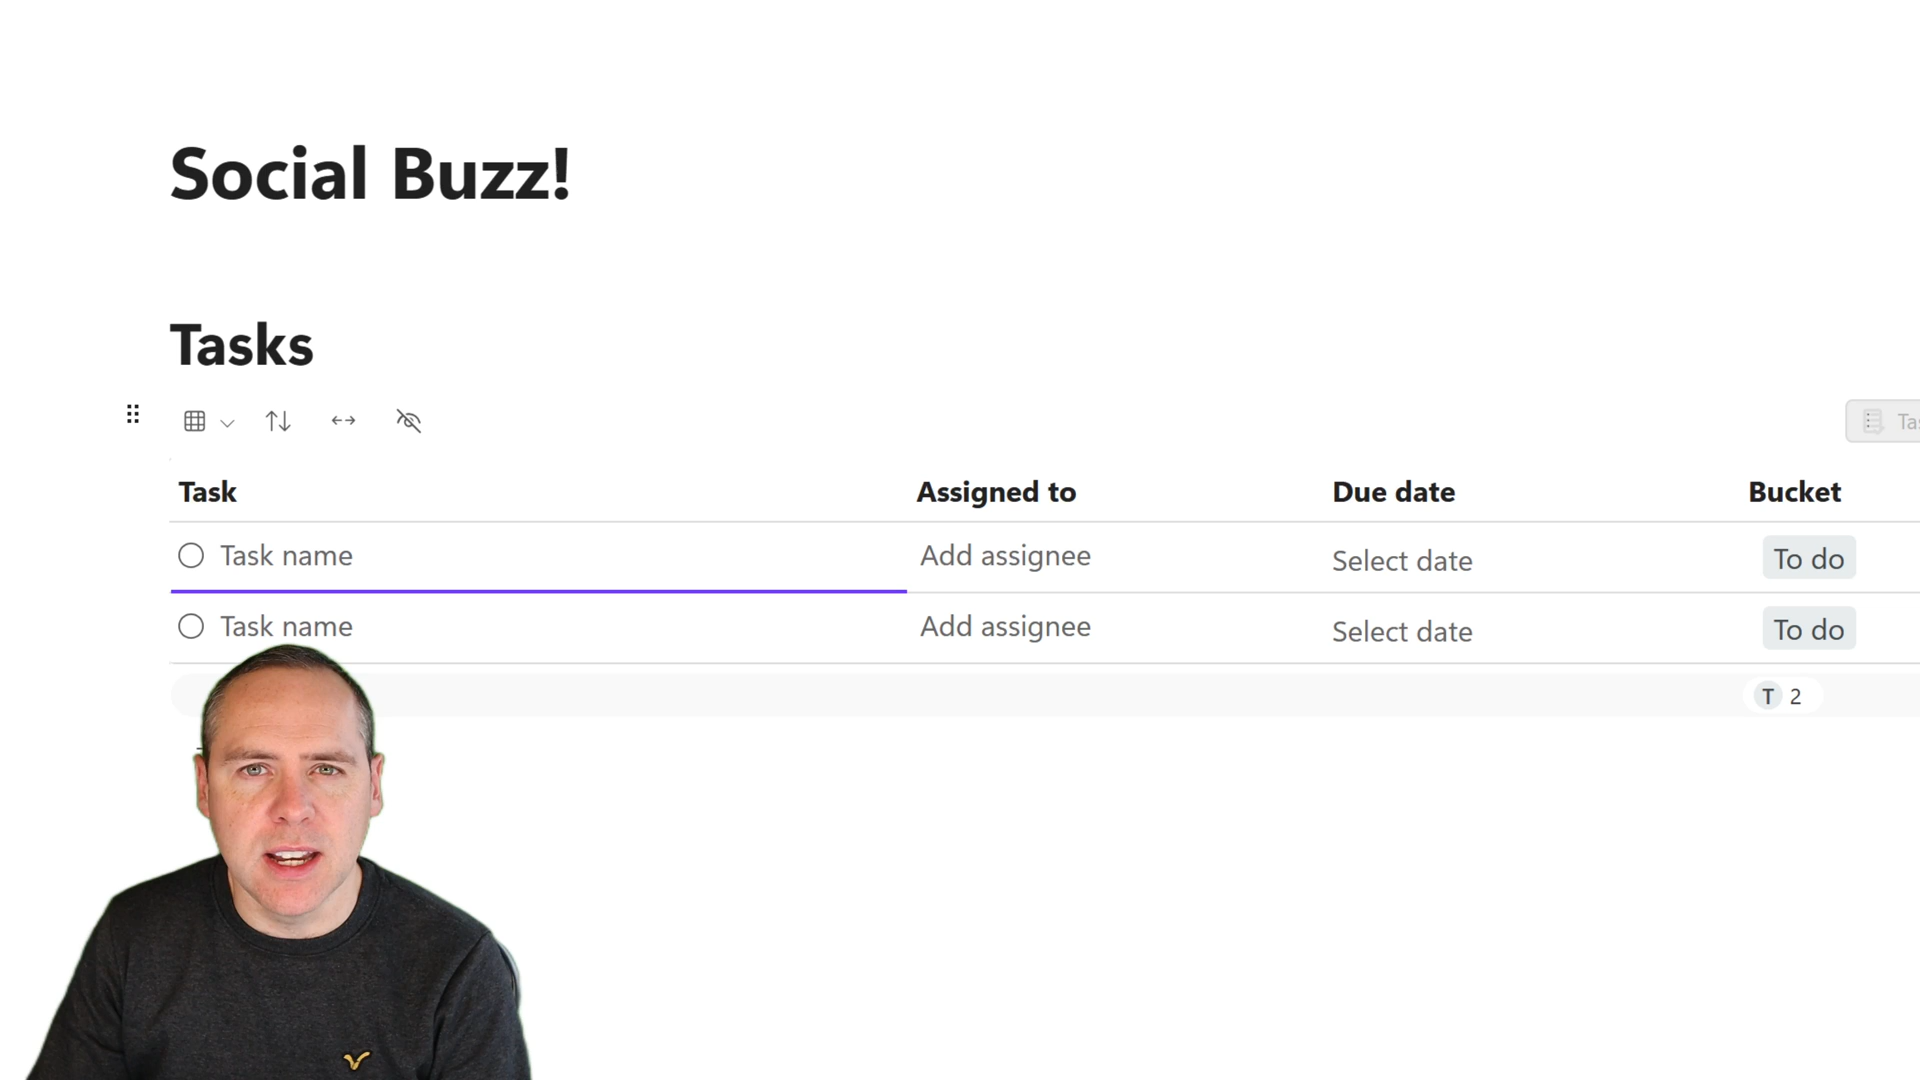 Social Buzz!
Tasks
Task Assigned to Due date Bucket
Task name Add assignee Select date To do
Task name Add assignee Select date To do
T 2